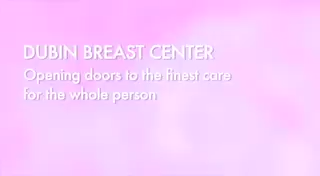 DUBIN BREAST CENTER
Opening doors to the finest care
for the whole person